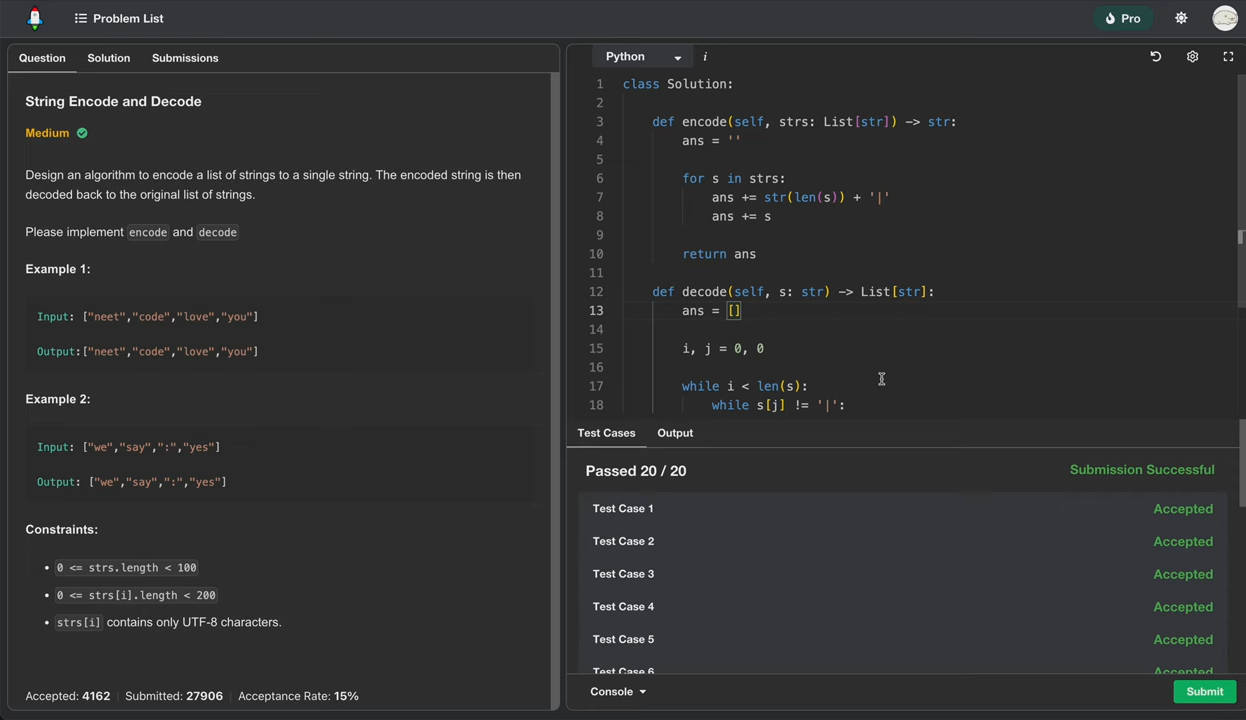 Problem List
Pro
Question Solution Submissions
String Encode and Decode
Medium
Design an algorithm to encode a list of strings to a single string. The encoded string is then
decoded back to the original list of strings.
Please implement encode and decode
Example 1:
Input: ["neet","code","love","you"]
Output:["neet","code","love","you"]
Example 2:
Input: ["we","say",":","yes"]
Output: ["we","say",":","yes"]
Constraints:
0 <= strs.length < 100
0 <= strs[i].length < 200
strs[i] contains only UTF-8 characters.
Accepted: 4162 | Submitted: 27906 | Acceptance Rate: 15%
Python i
1 class Solution:
2
3 def encode(self, strs: List[str]) -> str:
4 ans = ''
5
6 for s in strs:
7 ans += str(len(s)) + '|'
8 ans += s
9
10 return ans
11
12 def decode(self, s: str) -> List[str]:
13 ans = []
14
15 i, j = 0, 0
16
17 while i < len(s):
18 while s[j] != '|':
Test Cases Output
Passed 20 / 20 Submission Successful
Test Case 1 Accepted
Test Case 2 Accepted
Test Case 3 Accepted
Test Case 4 Accepted
Test Case 5 Accepted
Test Case 6 Accepted
Console Submit